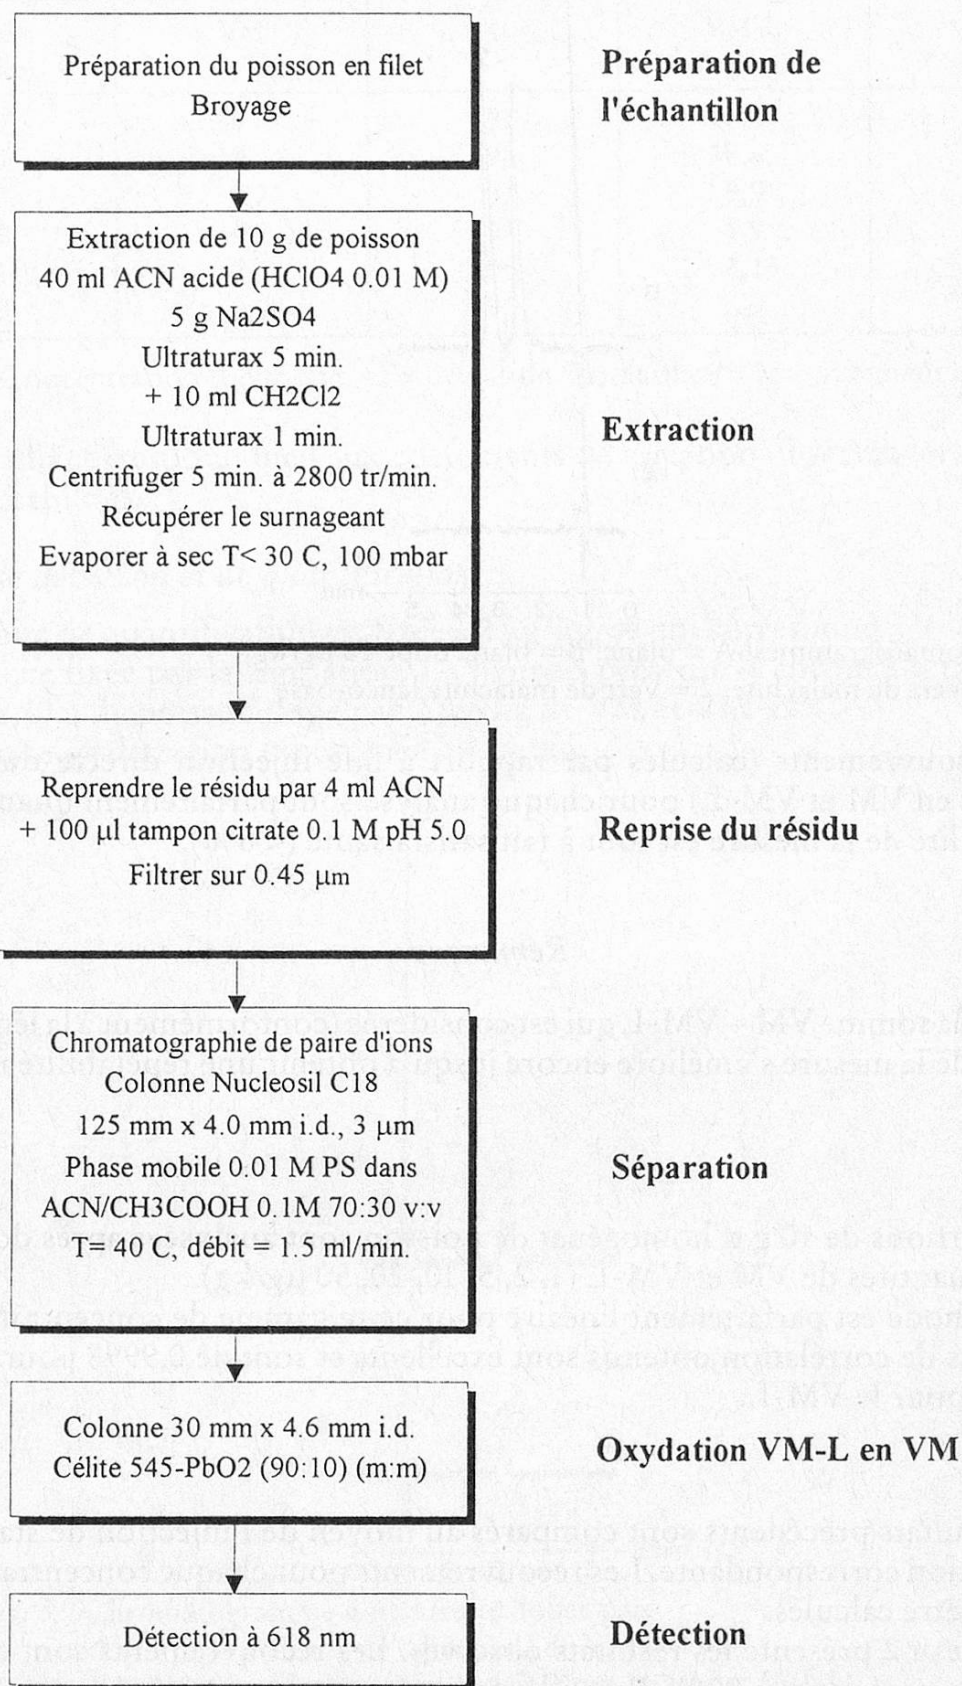 Préparation du poisson en filet
Broyage
Préparation de
l'échantillon
Extraction de 10 g de poisson
40 ml ACN acide (HClO4 0.01 M)
5 g Na2SO4
Ultraturax 5 min.
+ 10 ml CH2Cl2
Ultraturax 1 min.
Centrifuger 5 min. à 2800 tr/min.
Récupérer le surnageant
Evaporer à sec T< 30 C, 100 mbar
Extraction
Reprendre le résidu par 4 ml ACN
+ 100 µl tampon citrate 0.1 M pH 5.0
Filtrer sur 0.45 µm
Reprise du résidu
Chromatographie de paire d'ions
Colonne Nucleosil C18
125 mm x 4.0 mm i.d., 3 µm
Phase mobile 0.01 M PS dans
ACN/CH3COOH 0.1M 70:30 v:v
T= 40 C, débit = 1.5 ml/min.
Séparation
Colonne 30 mm x 4.6 mm i.d.
Célite 545-PbO2 (90:10) (m:m)
Oxydation VM-L en VM
Détection à 618 nm
Détection